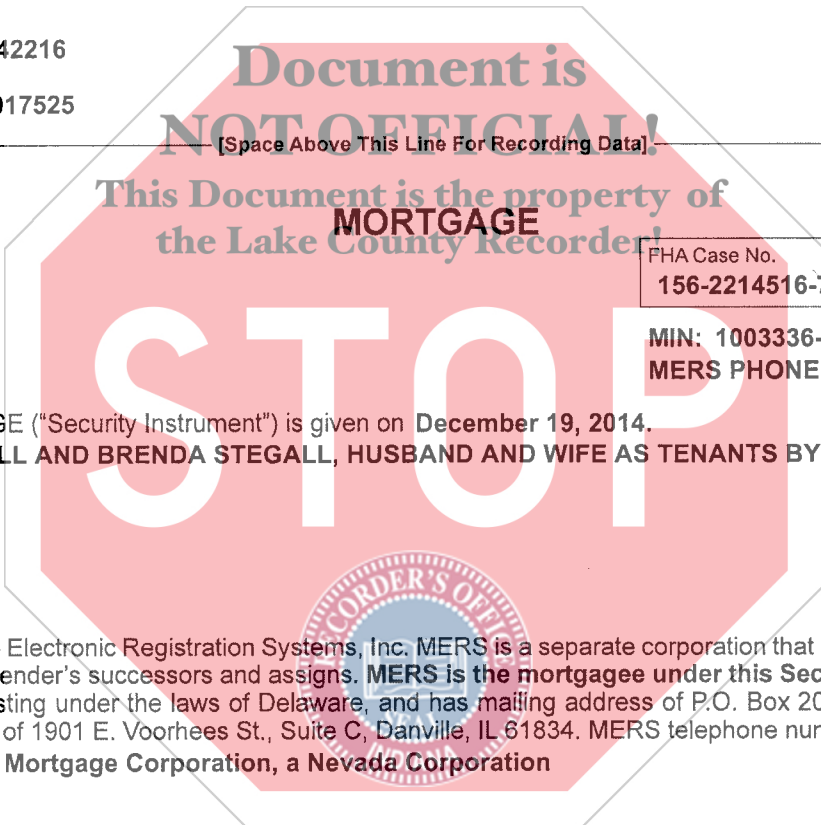 42216
Document is
017525
NOT OFFICIAL!
[Space Above This Line For Recording Data]
This Document is the property of
MORTGAGE
the Lake County Recorder!
FHA Case No.
156-2214516-7
MIN: 1003336-
MERS PHONE
STOP
GE ("Security Instrument") is given on December 19, 2014.
LL AND BRENDA STEGALL, HUSBAND AND WIFE AS TENANTS BY
RECORDER'S OFFICE
Electronic Registration Systems, Inc. MERS is a separate corporation that
ender's successors and assigns. MERS is the mortgagee under this Sec
sting under the laws of Delaware, and has mailing address of P.O. Box 20
of 1901 E. Voorhees St., Suite C, Danville, IL 61834. MERS telephone nun
SEAL
INDIANA
Mortgage Corporation, a Nevada Corporation